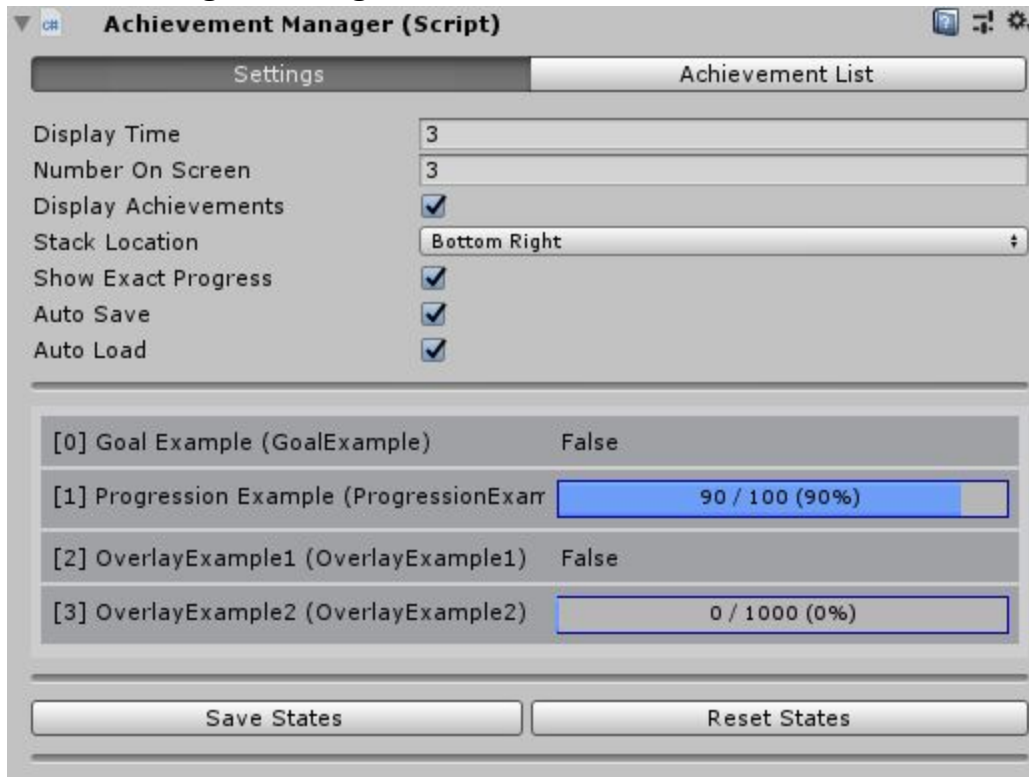 Achievement Manager (Script)
Settings Achievement List
Display Time 3
Number On Screen 3
Display Achievements
Stack Location Bottom Right
Show Exact Progress
Auto Save
Auto Load
[0] Goal Example (GoalExample) False
[1] Progression Example (ProgressionExam 90 / 100 (90%)
[2] OverlayExample1 (OverlayExample1) False
[3] OverlayExample2 (OverlayExample2) 0 / 1000 (0%)
Save States Reset States